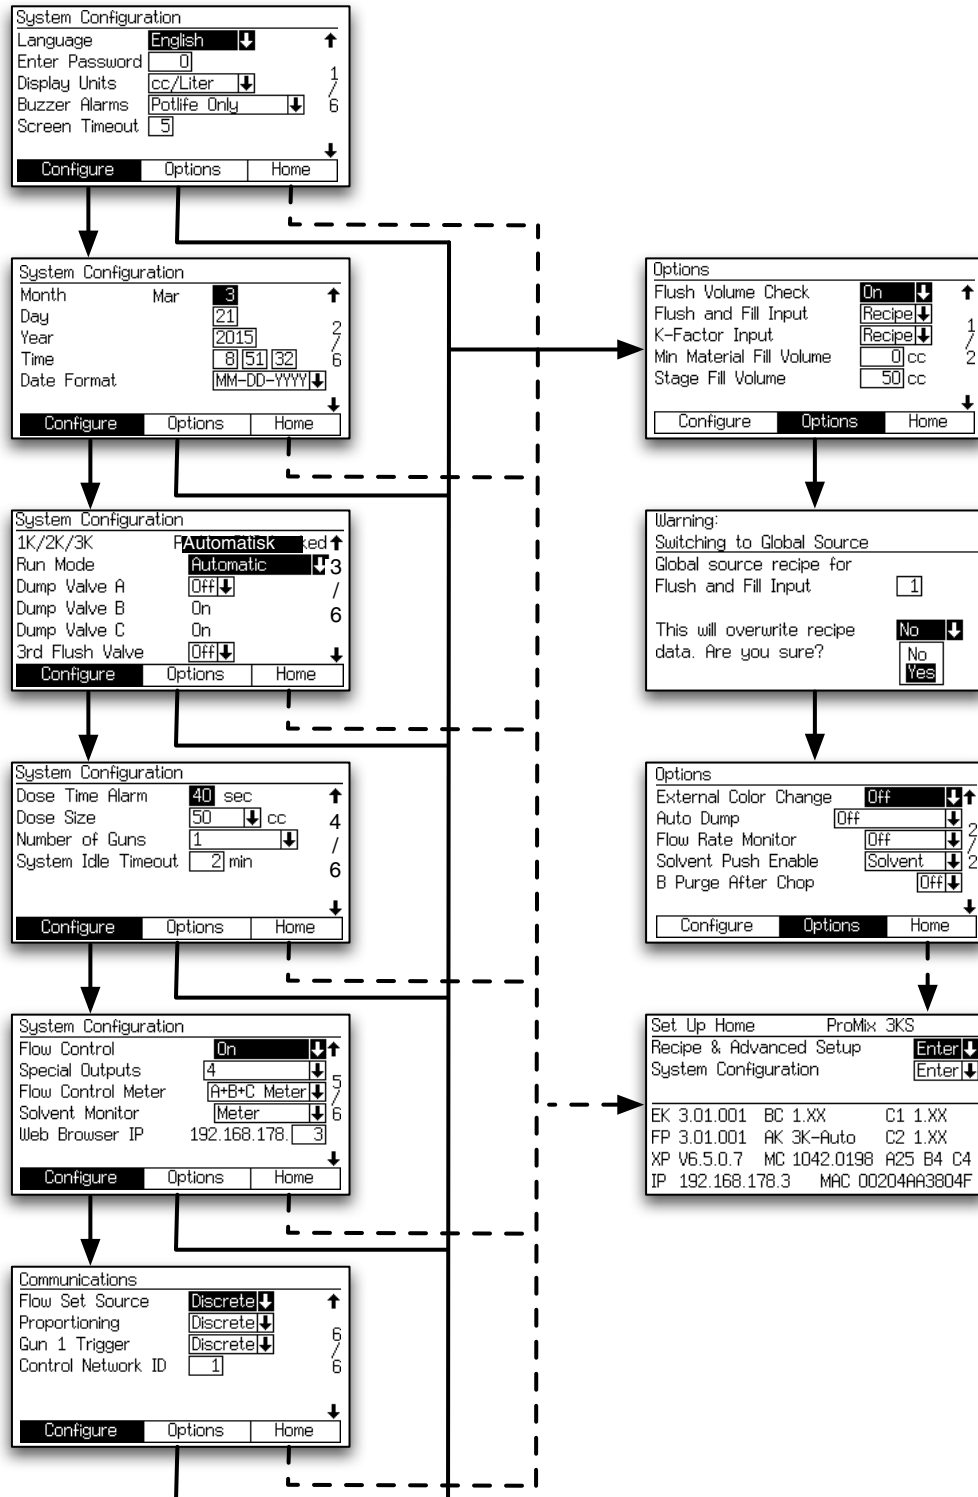 System Configuration
Language English
Enter Password 0
Display Units cc/Liter
Buzzer Alarms Potlife Only
Screen Timeout 5
1
/
6
Configure Options Home
System Configuration
Month Mar 3
Day 21
Year 2015
Time 8 51 32
Date Format MM-DD-YYYY
2
/
6
Configure Options Home
System Configuration
1K/2K/3K Automatisk ked
Run Mode Automatic
Dump Valve A Off
Dump Valve B On
Dump Valve C On
3rd Flush Valve Off
3
/
6
Configure Options Home
System Configuration
Dose Time Alarm 40 sec
Dose Size 50 cc
Number of Guns 1
System Idle Timeout 2 min
4
/
6
Configure Options Home
System Configuration
Flow Control On
Special Outputs 4
Flow Control Meter A+B+C Meter
Solvent Monitor Meter
Web Browser IP 192.168.178. 3
5
/
6
Configure Options Home
Communications
Flow Set Source Discrete
Proportioning Discrete
Gun 1 Trigger Discrete
Control Network ID 1
6
/
6
Configure Options Home
Options
Flush Volume Check On
Flush and Fill Input Recipe
K-Factor Input Recipe
Min Material Fill Volume 0 cc
Stage Fill Volume 50 cc
1
/
2
Configure Options Home
Warning:
Switching to Global Source
Global source recipe for
Flush and Fill Input 1
This will overwrite recipe No
data. Are you sure? No
Yes
Options
External Color Change Off
Auto Dump Off
Flow Rate Monitor Off
Solvent Push Enable Solvent
B Purge After Chop Off
2
/
2
Configure Options Home
Set Up Home ProMix 3KS
Recipe & Advanced Setup Enter
System Configuration Enter
EK 3.01.001 BC 1.XX C1 1.XX
FP 3.01.001 AK 3K-Auto C2 1.XX
XP V6.5.0.7 MC 1042.0198 A25 B4 C4
IP 192.168.178.3 MAC 00204AA3804F